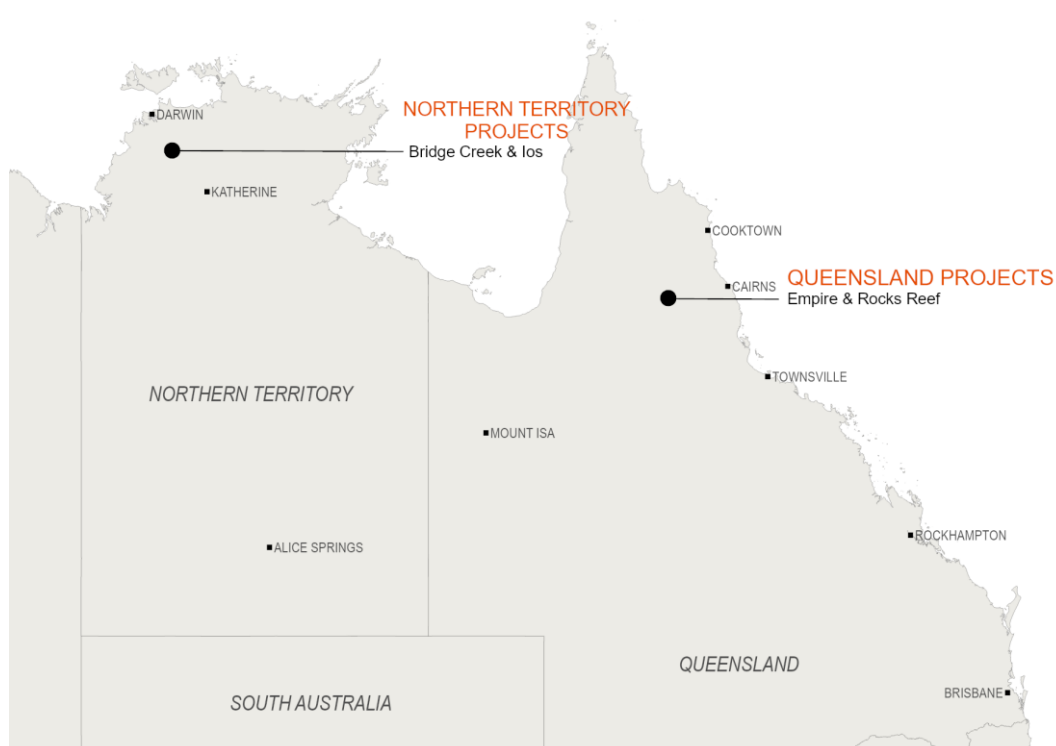 DARWIN
NORTHERN TERRITORY
PROJECTS
Bridge Creek & Ios
KATHERINE
COOKTOWN
QUEENSLAND PROJECTS
CAIRNS
Empire & Rocks Reef
TOWNSVILLE
NORTHERN TERRITORY
MOUNT ISA
ROCKHAMPTON
ALICE SPRINGS
QUEENSLAND
BRISBANE
SOUTH AUSTRALIA